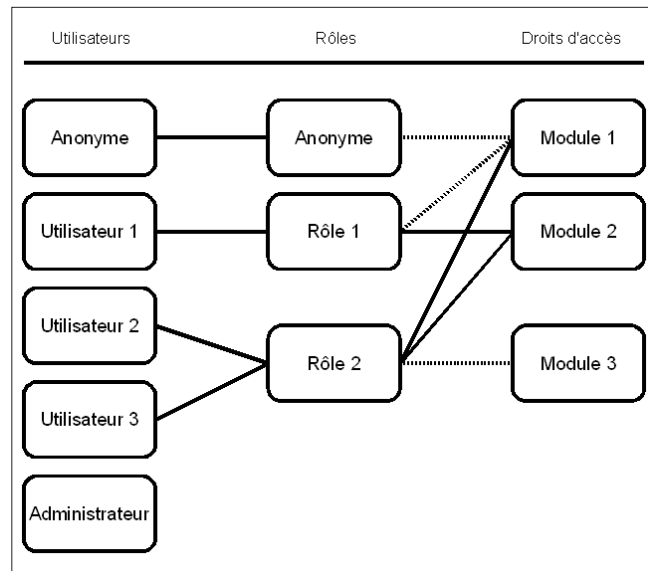 Utilisateurs Rôles Droits d'accès
Anonyme Anonyme Module 1
Utilisateur 1 Rôle 1 Module 2
Utilisateur 2
Rôle 2 Module 3
Utilisateur 3
Administrateur